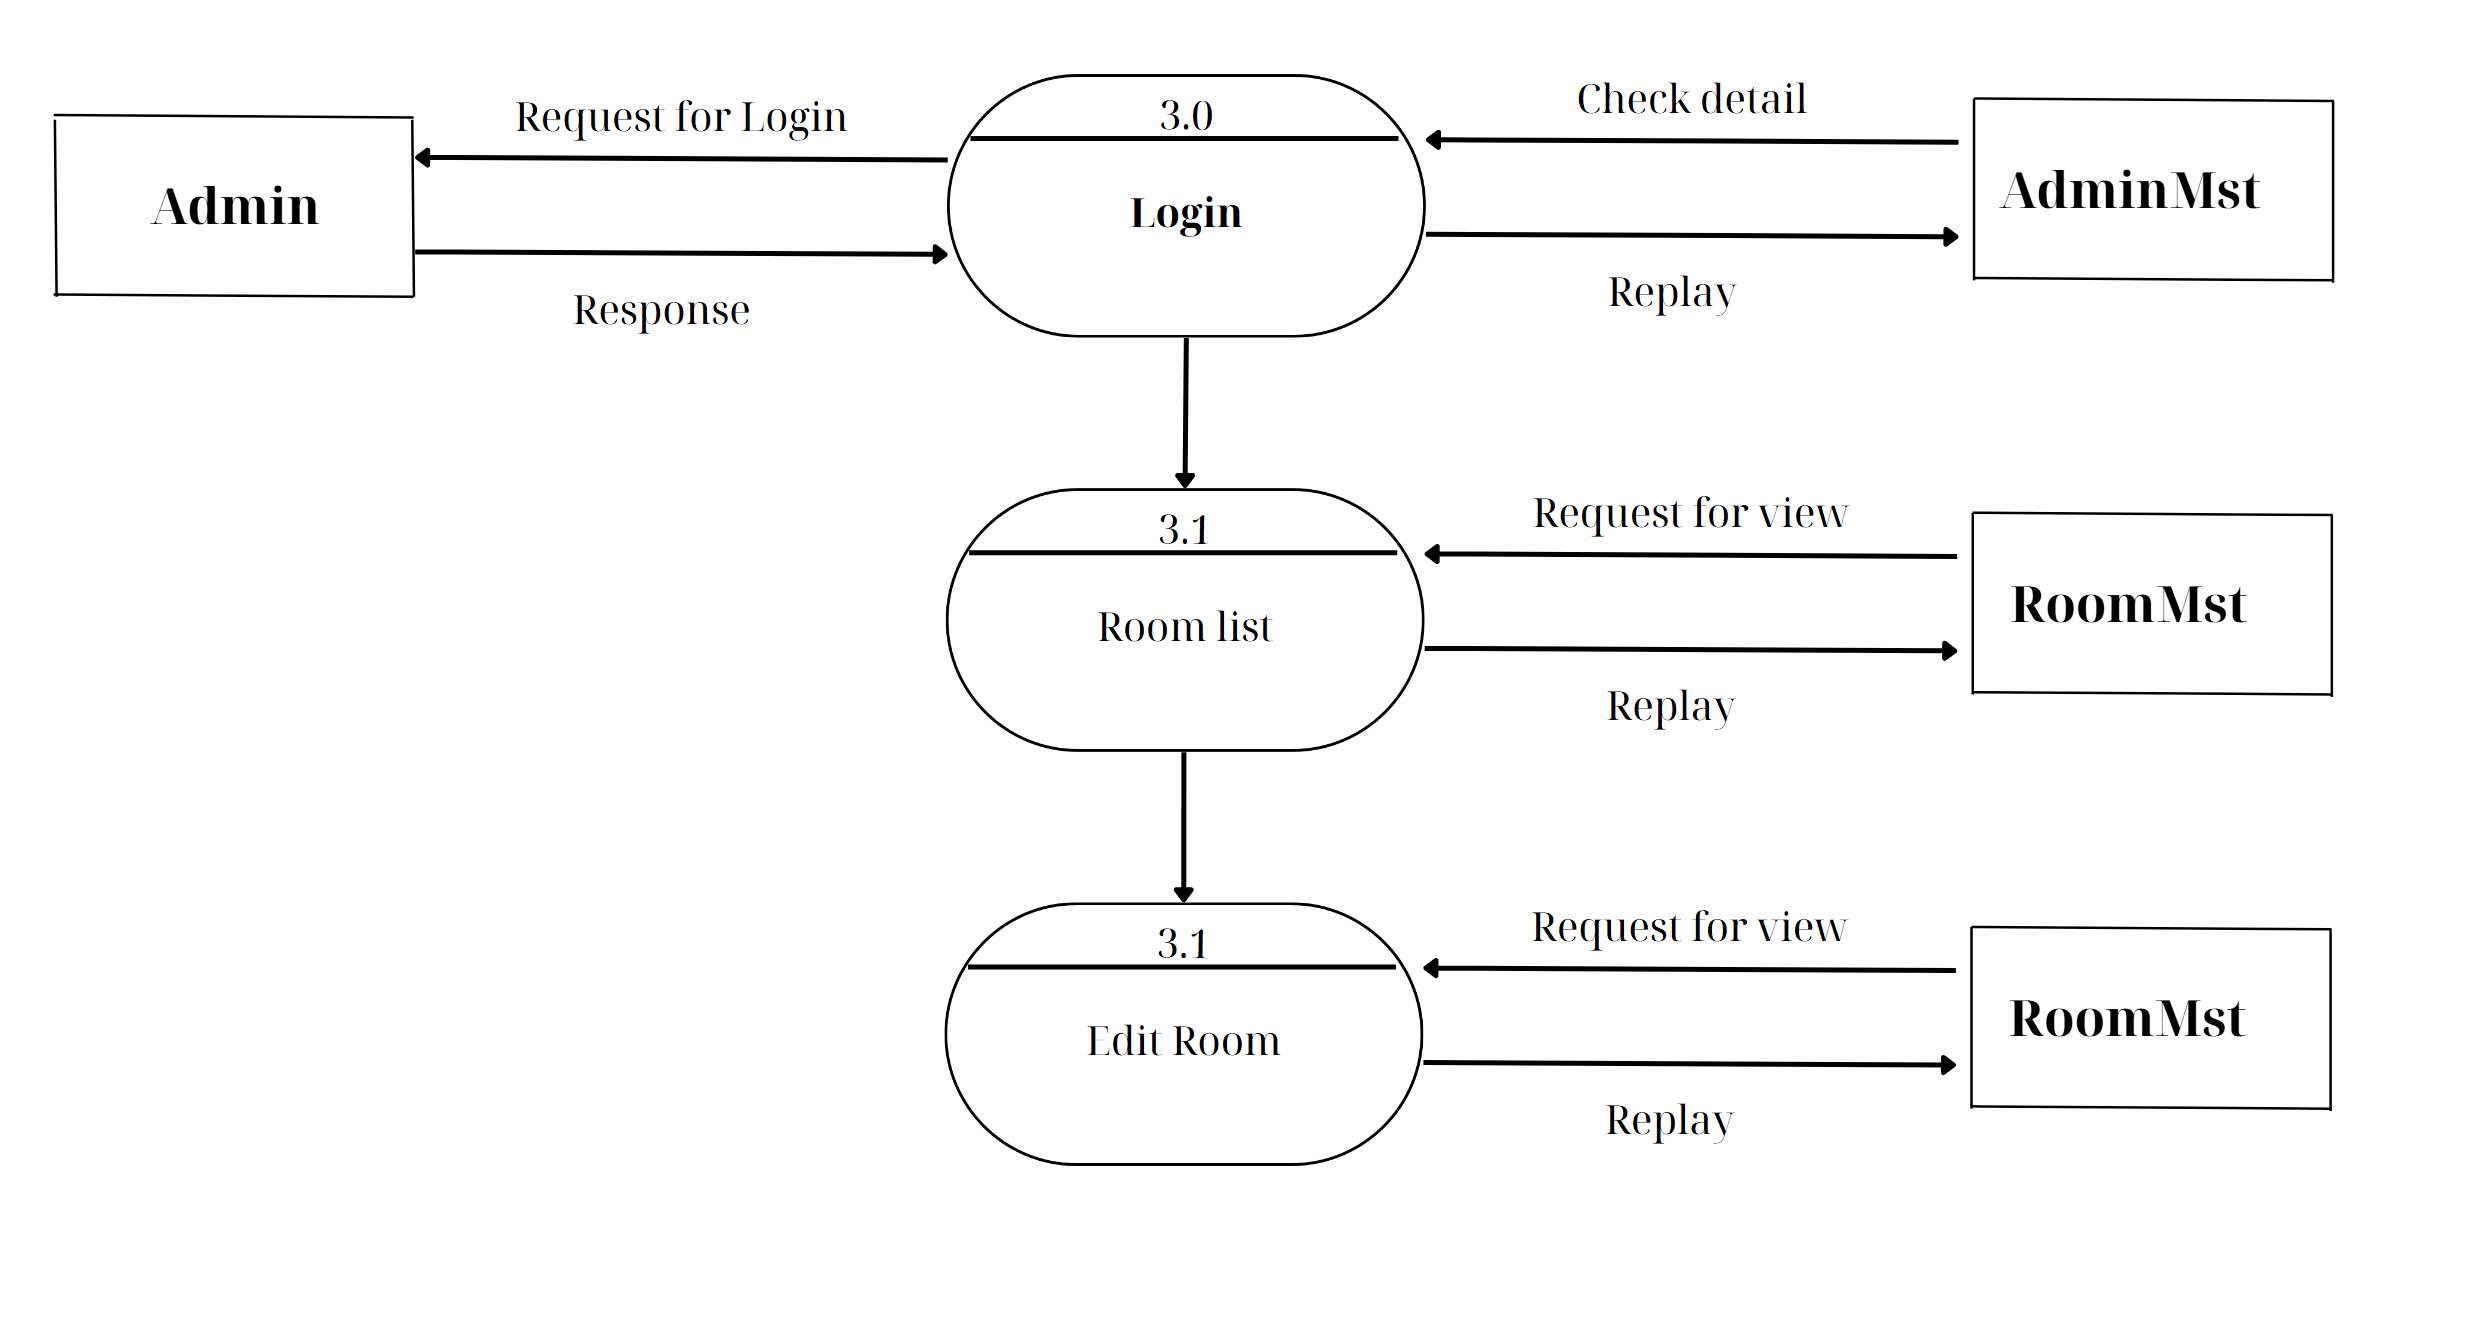 Request for Login
3.0
Check detail
Admin
Login
AdminMst
Response
Replay
3.1
Request for view
Room list
RoomMst
Replay
3.1
Request for view
Edit Room
RoomMst
Replay